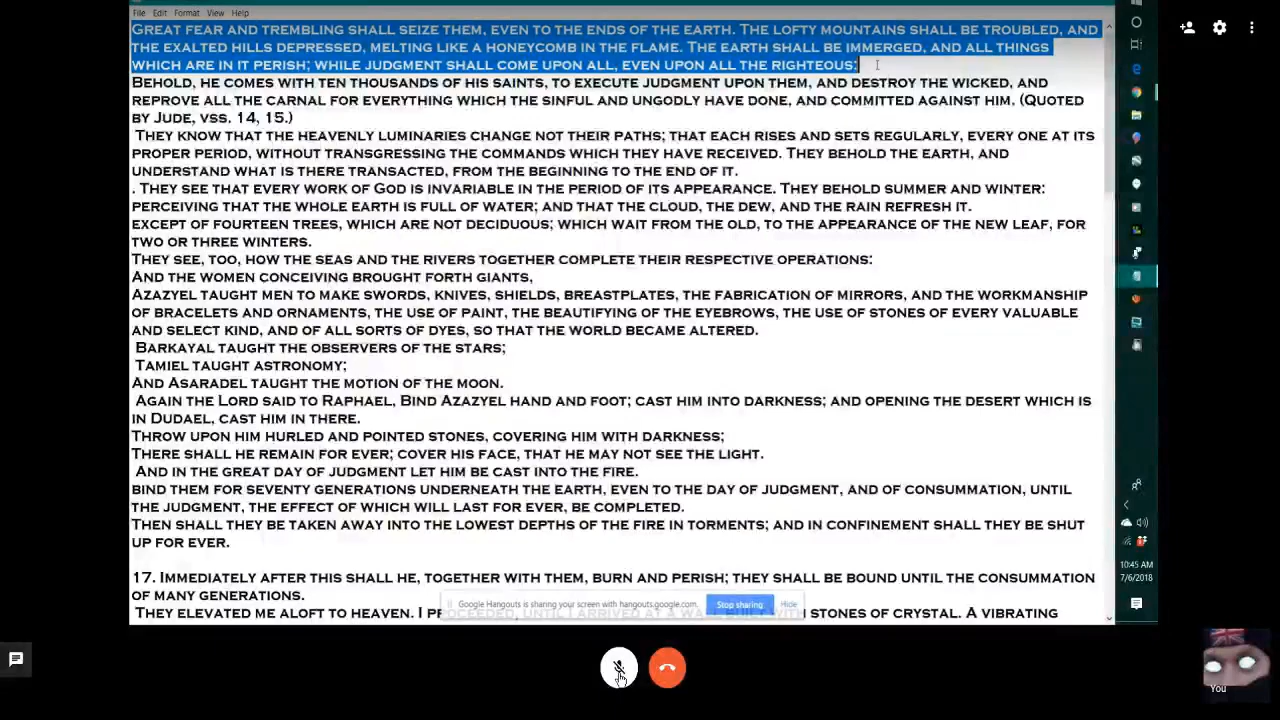 File Edit Format View Help
Great fear and trembling shall seize them, even to the ends of the earth. The lofty mountains shall be troubled, and
the exalted hills depressed, melting like a honeycomb in the flame. The earth shall be immerged, and all things
which are in it perish; while judgment shall come upon all, even upon all the righteous:
Behold, he comes with ten thousands of his saints, to execute judgment upon them, and destroy the wicked, and
reprove all the carnal for everything which the sinful and ungodly have done, and committed against him. (Quoted
by Jude, vss. 14, 15.)
They know that the heavenly luminaries change not their paths; that each rises and sets regularly, every one at its
proper period, without transgressing the commands which they have received. They behold the earth, and
understand what is there transacted, from the beginning to the end of it.
. They see that every work of God is invariable in the period of its appearance. They behold summer and winter:
perceiving that the whole earth is full of water; and that the cloud, the dew, and the rain refresh it.
except of fourteen trees, which are not deciduous; which wait from the old, to the appearance of the new leaf, for
two or three winters.
They see, too, how the seas and the rivers together complete their respective operations:
And the women conceiving brought forth giants,
Azazyel taught men to make swords, knives, shields, breastplates, the fabrication of mirrors, and the workmanship
of bracelets and ornaments, the use of paint, the beautifying of the eyebrows, the use of stones of every valuable
and select kind, and of all sorts of dyes, so that the world became altered.
Barkayal taught the observers of the stars;
Tamiel taught astronomy;
And Asaradel taught the motion of the moon.
Again the Lord said to Raphael, Bind Azazyel hand and foot; cast him into darkness; and opening the desert which is
in Dudael, cast him in there.
Throw upon him hurled and pointed stones, covering him with darkness;
There shall he remain for ever; cover his face, that he may not see the light.
And in the great day of judgment let him be cast into the fire.
bind them for seventy generations underneath the earth, even to the day of judgment, and of consummation, until
the judgment, the effect of which will last for ever, be completed.
Then shall they be taken away into the lowest depths of the fire in torments; and in confinement shall they be shut
up for ever.
17. Immediately after this shall he, together with them, burn and perish; they shall be bound until the consummation
of many generations.
They elevated me aloft to heaven. I proceeded, until I arrived at a wall built with stones of crystal. A vibrating
Google Hangouts is sharing your screen with hangouts.google.com.
Stop sharing
Hide
10:45 AM
7/6/2018
You